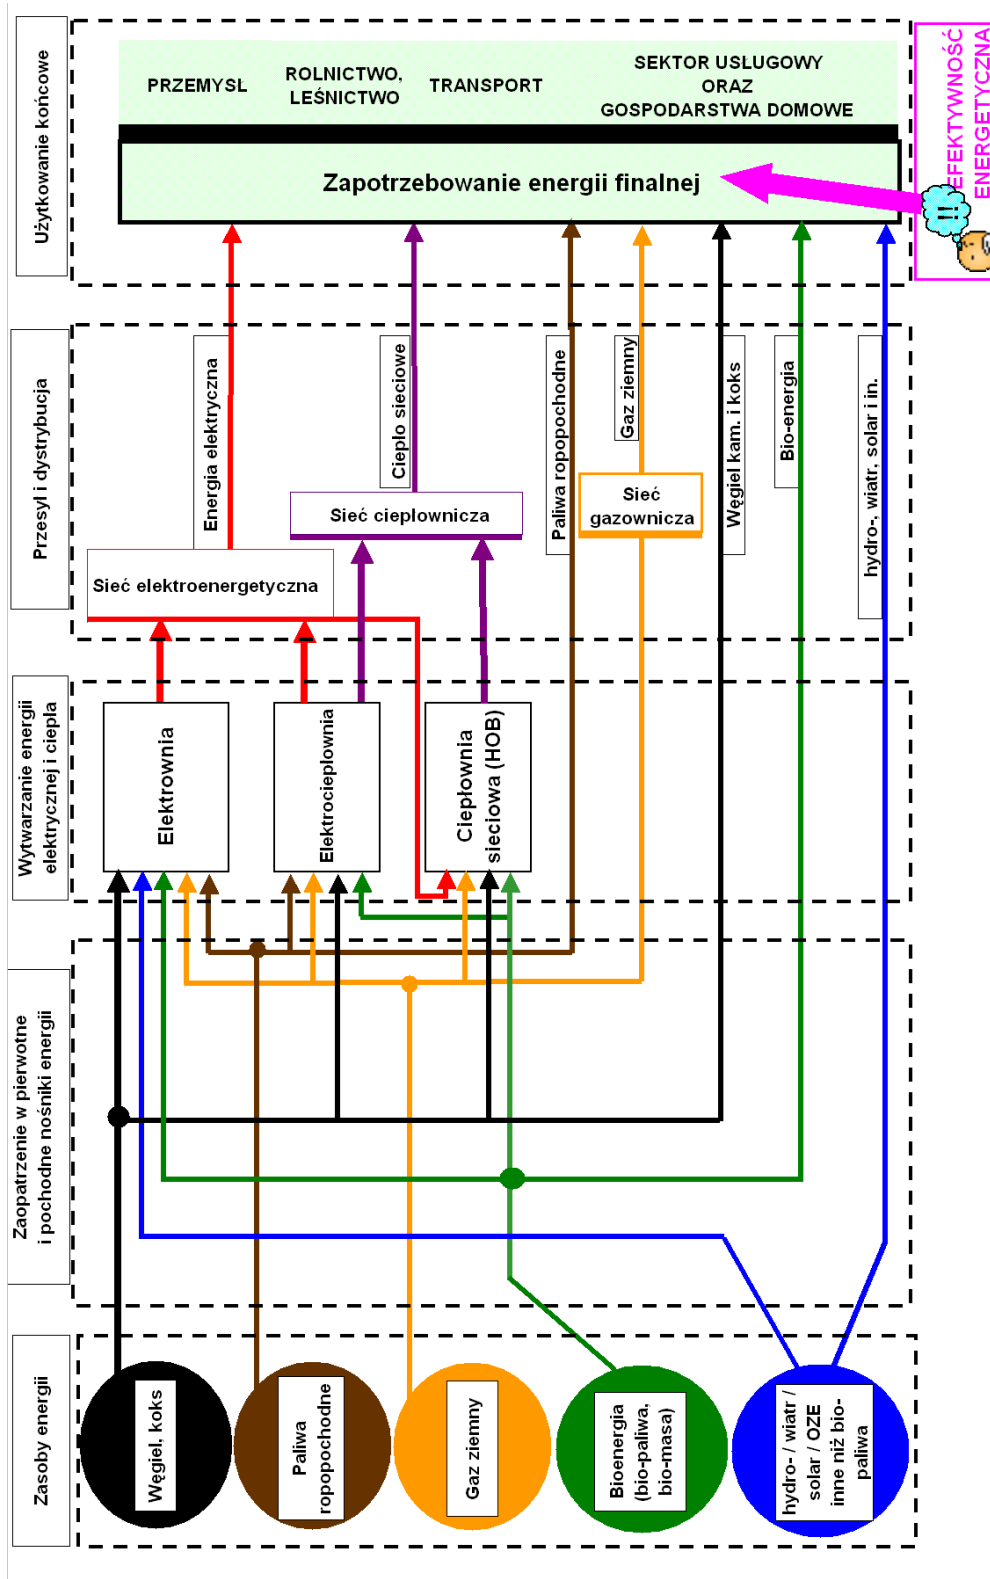 Użytkowanie końcowe
PRZEMYSŁ
ROLNICTWO,
LEŚNICTWO
TRANSPORT
SEKTOR USŁUGOWY
ORAZ
GOSPODARSTWA DOMOWE
Zapotrzebowanie energii finalnej
EFEKTYWNOŚĆ
ENERGETYCZNA
!!
Przesył i dystrybucja
Energia elektryczna
Ciepło sieciowe
Paliwa ropopochodne
Gaz ziemny
Węgiel kam. i koks
Bio-energia
hydro-, wiatr, solar i in.
Sieć elektroenergetyczna
Sieć ciepłownicza
Sieć
gazownicza
Wytwarzanie energii
elektrycznej i ciepła
Elektrownia
Elektrociepłownia
Ciepłownia
sieciowa (HOB)
Zaopatrzenie w pierwotne
i pochodne nośniki energii
Zasoby energii
Węgiel, koks
Paliwa
ropopochodne
Gaz ziemny
Bioenergia
(bio-paliwa,
bio-masa)
hydro- / wiatr /
solar / OZE
inne niż bio-
paliwa